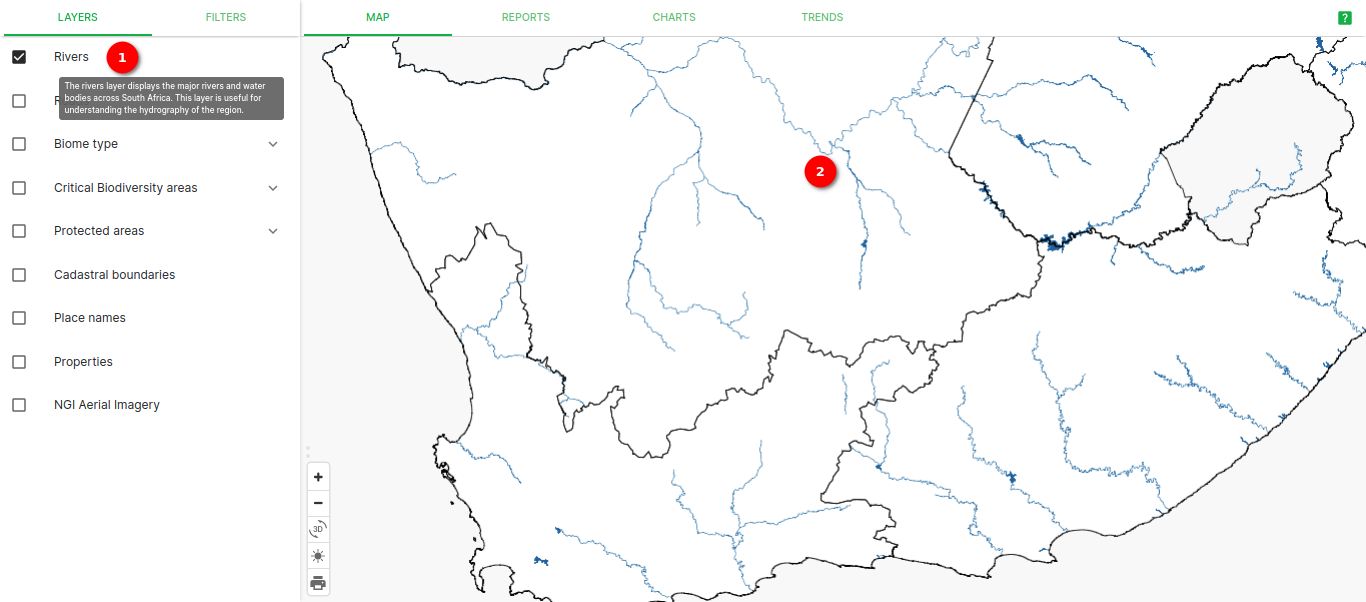 LAYERS
FILTERS
MAP
REPORTS
CHARTS
TRENDS
?
Rivers
1
The rivers layer displays the major rivers and water
bodies across South Africa. This layer is useful for
understanding the hydrography of the region.
Biome type
Critical Biodiversity areas
Protected areas
Cadastral boundaries
Place names
Properties
NGI Aerial Imagery
2
+
−
3D